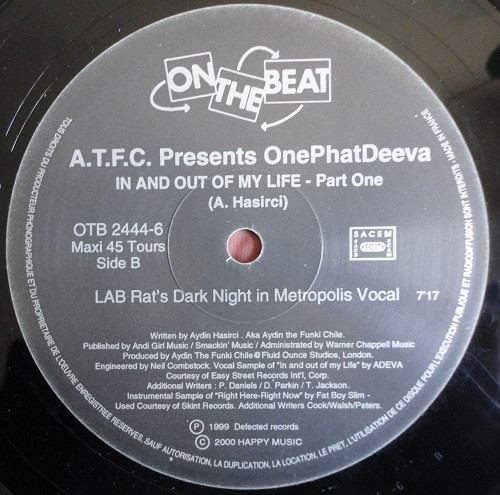 ON THE BEAT
A.T.F.C. Presents OnePhatDeeva
IN AND OUT OF MY LIFE - Part One
(A. Hasirci)
OTB 2444-6
Maxi 45 Tours
Side B
SACEM
SACD
SDRM
SGDL
LAB Rat's Dark Night in Metropolis Vocal 7'17
Written by Aydin Hasirci . Aka Aydin the Funki Chile.
Published by Andi Girl Music / Smackin' Music / Administrated by Warner Chappell Music
Produced by Aydin The Funki Chile © Fluid Ounce Studios, London.
Engineered by Neil Combstock. Vocal Sample of "In and out of my Life" by ADEVA
Courtesy of Easy Street Records Int'l, Corp.
Additional Writers : P. Daniels / D. Parkin / T. Jackson.
Instrumental Sample of "Right Here-Right Now" by Fat Boy Slim -
Used Courtesy of Skint Records. Additional Writers Cook/Walsh/Peters.
Ⓟ 1999 Defected records
© 2000 HAPPY MUSIC
TOUS DROITS DU PRODUCTEUR PHONOGRAPHIQUE ET DU PROPRIETAIRE DE L'OEUVRE ENREGISTREE RESERVES, SAUF AUTORISATION, LA DUPLICATION, LA LOCATION, LE PRET, L'UTILISATION DE CE DISQUE POUR L'EXECUTION PUBLIQUE ET RADIODIFFUSION SONT INTERDITS - MADE IN FRANCE